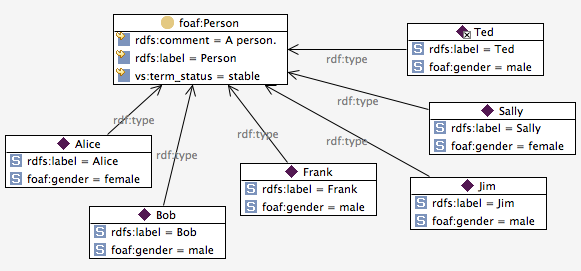 foaf:Person
rdfs:comment = A person.
rdfs:label = Person
vs:term_status = stable
Ted
rdfs:label = Ted
foaf:gender = male
rdf:type
rdf:type
Sally
rdfs:label = Sally
foaf:gender = female
rdf:type
rdf:type
rdf:type
rdf:type
Alice
rdfs:label = Alice
foaf:gender = female
Frank
rdfs:label = Frank
foaf:gender = male
Jim
rdfs:label = Jim
foaf:gender = male
Bob
rdfs:label = Bob
foaf:gender = male